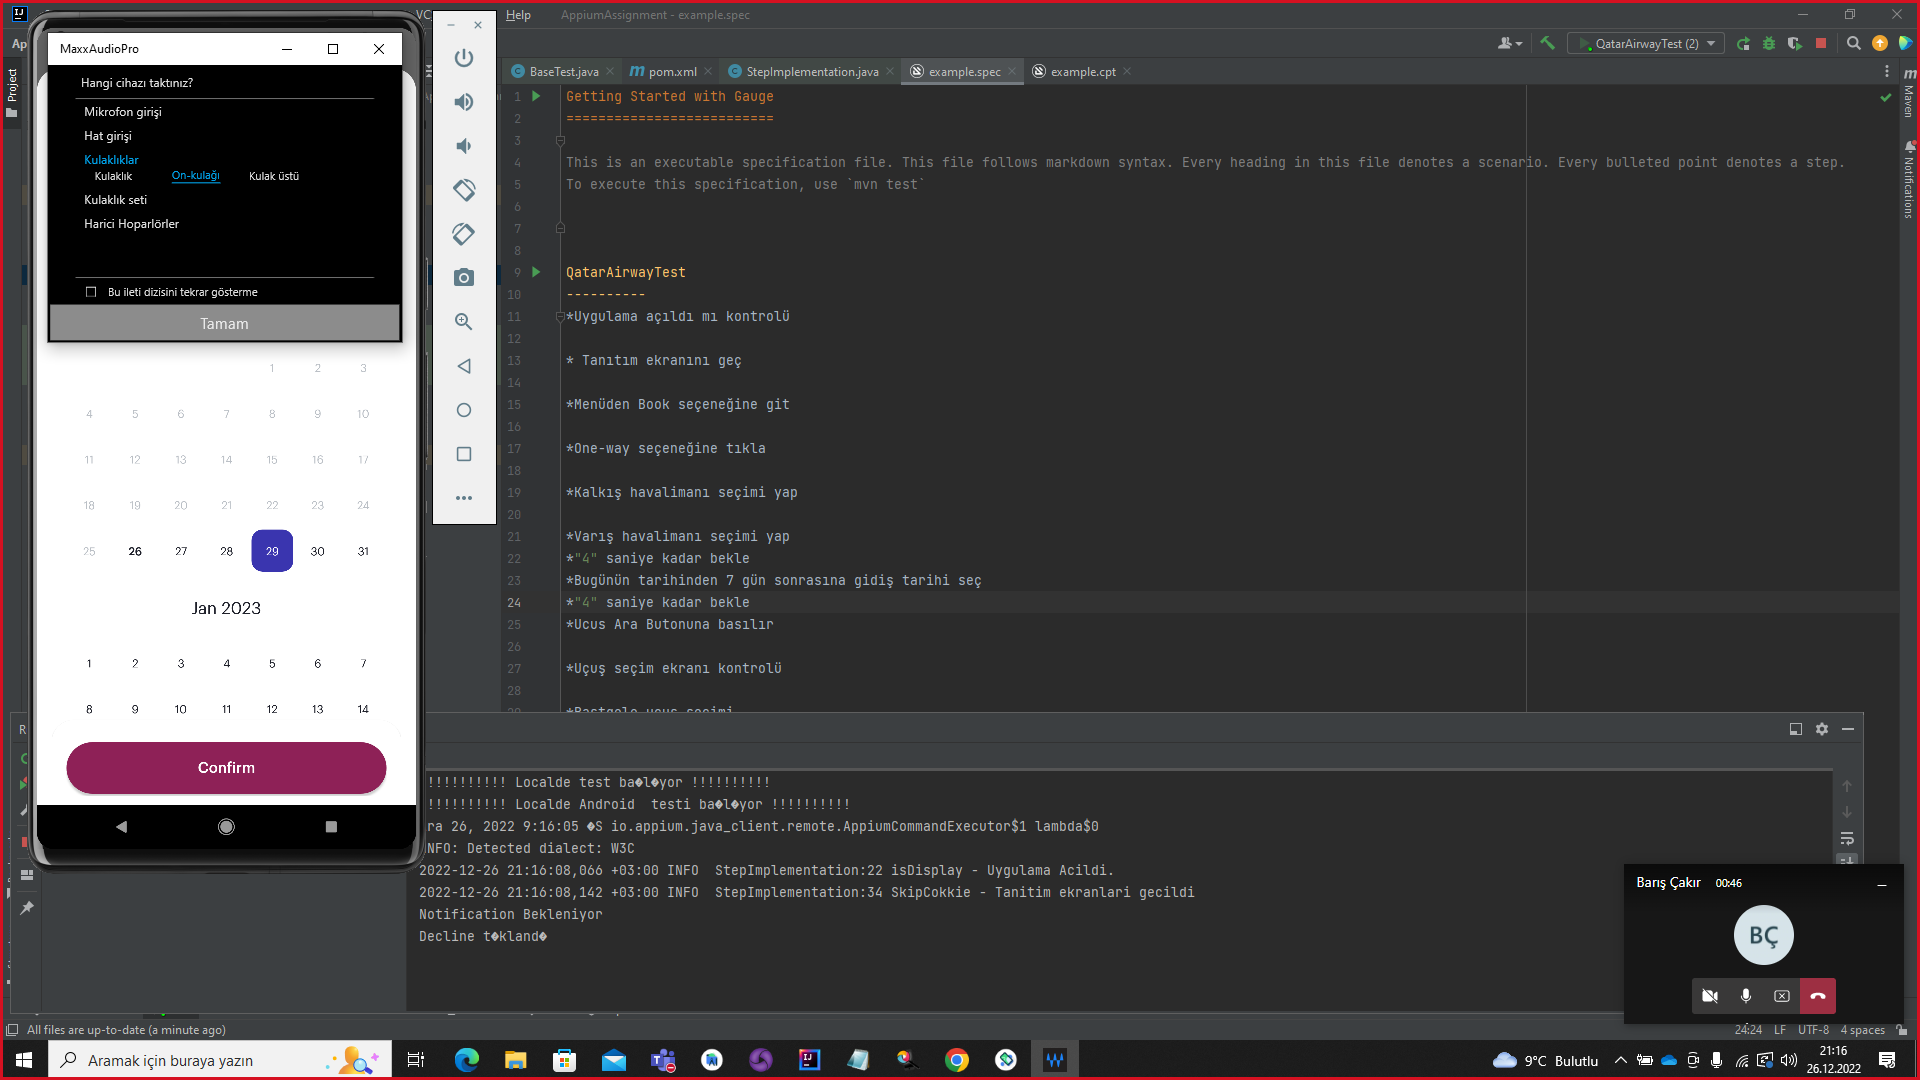 Help
AppiumAssignment - example.spec
MaxxAudioPro
Hangi cihazı taktınız?
Mikrofon girişi
Hat girişi
Kulaklıklar
Kulaklık On-kulağı Kulak üstü
Kulaklık seti
Harici Hoparlörler
Bu ileti dizisini tekrar gösterme
Tamam
1 2 3
4 5 6 7 8 9 10
11 12 13 14 15 16 17
18 19 20 21 22 23 24
25 26 27 28 29 30 31
Jan 2023
1 2 3 4 5 6 7
8 9 10 11 12 13 14
Confirm
Project
QatarAirwayTest (2)
BaseTest.java
pom.xml
StepImplementation.java
example.spec
example.cpt
Maven
Notifications
1 Getting Started with Gauge
2 ==========================
3
4 This is an executable specification file. This file follows markdown syntax. Every heading in this file denotes a scenario. Every bulleted point denotes a step.
5 To execute this specification, use `mvn test`
6
7
8
9 QatarAirwayTest
10 ----------
11 *Uygulama açıldı mı kontrolü
12
13 * Tanıtım ekranını geç
14
15 *Menüden Book seçeneğine git
16
17 *One-way seçeneğine tıkla
18
19 *Kalkış havalimanı seçimi yap
20
21 *Varış havalimanı seçimi yap
22 *"4" saniye kadar bekle
23 *Bugünün tarihinden 7 gün sonrasına gidiş tarihi seç
24 *"4" saniye kadar bekle
25 *Ucus Ara Butonuna basılır
26
27 *Uçuş seçim ekranı kontrolü
28
!!!!!!!!!! Localde test ba�l�yor !!!!!!!!!!
!!!!!!!!!! Localde Android  testi ba�l�yor !!!!!!!!!!
ra 26, 2022 9:16:05 �S io.appium.java_client.remote.AppiumCommandExecutor$1 lambda$0
NFO: Detected dialect: W3C
2022-12-26 21:16:08,066 +03:00 INFO  StepImplementation:22 isDisplay - Uygulama Acildi.
2022-12-26 21:16:08,142 +03:00 INFO  StepImplementation:34 SkipCokkie - Tanitim ekranlari gecildi
Notification Bekleniyor
Decline t�kland�
Barış Çakır 00:46
BÇ
All files are up-to-date (a minute ago)
24:24 LF UTF-8 4 spaces
Aramak için buraya yazın
9°C Bulutlu
21:16
26.12.2022